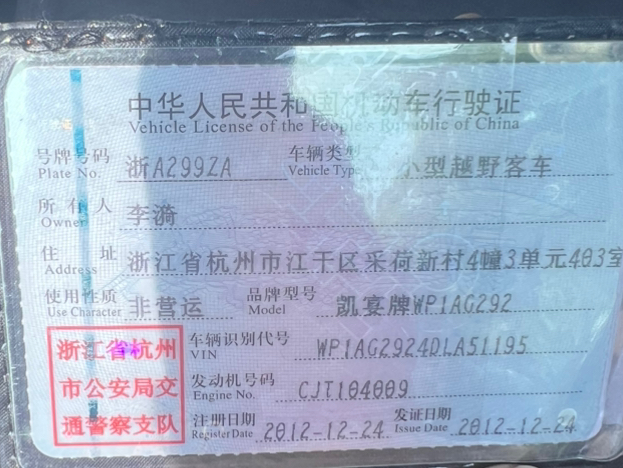 中华人民共和国机动车行驶证
Vehicle License of the People's Republic of China
号牌号码 浙A299ZA 车辆类型 小型越野客车
Plate No. Vehicle Type
所有人 李漪
Owner
住址 浙江省杭州市江干区采荷新村4幢3单元403室
Address
使用性质 非营运 品牌型号 凯宴牌WP1AG292
Use Character Model
浙江省杭州
市公安局交
通警察支队
车辆识别代号 WP1AG2924DLA51195
VIN
发动机号码 CJT104009
Engine No.
注册日期 2012-12-24 发证日期 2012-12-24
Register Date Issue Date